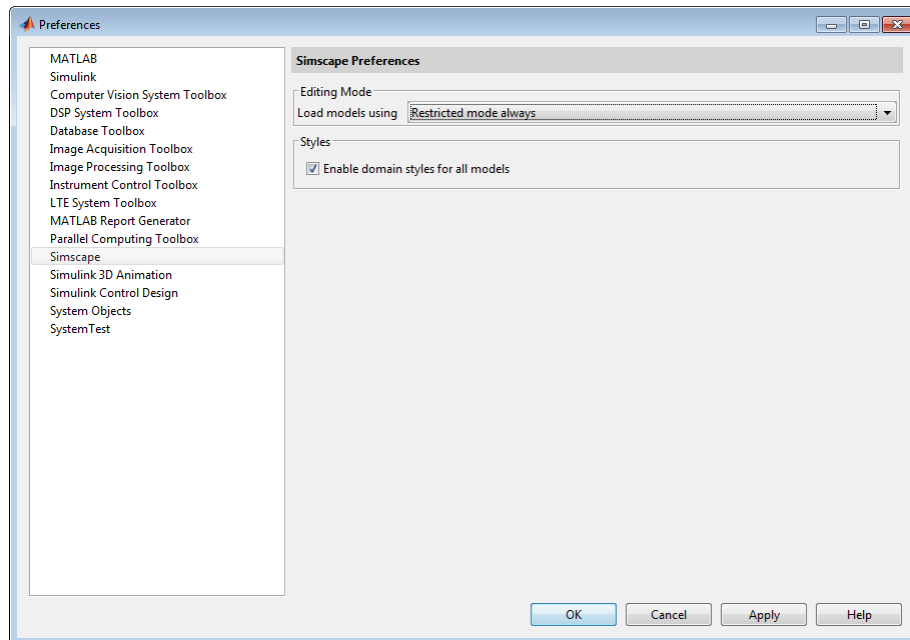 Preferences
MATLAB
Simulink
Computer Vision System Toolbox
DSP System Toolbox
Database Toolbox
Image Acquisition Toolbox
Image Processing Toolbox
Instrument Control Toolbox
LTE System Toolbox
MATLAB Report Generator
Parallel Computing Toolbox
Simscape
Simulink 3D Animation
Simulink Control Design
System Objects
SystemTest
Simscape Preferences
Editing Mode
Load models using Restricted mode always
Styles
Enable domain styles for all models
OK Cancel Apply Help